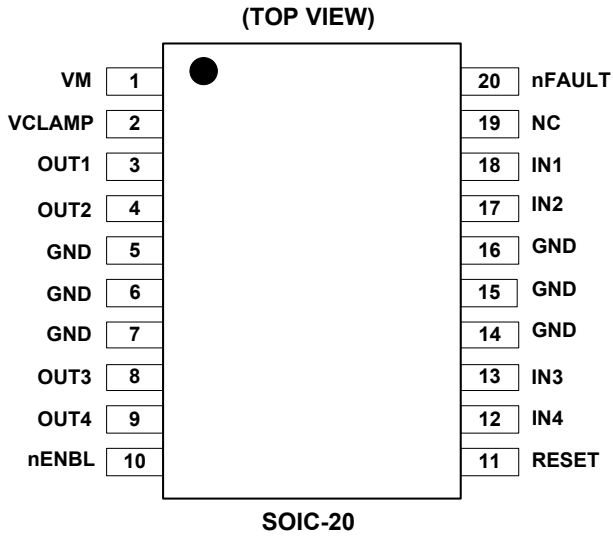 (TOP VIEW)
VM 1 20 nFAULT
VCLAMP 2 19 NC
OUT1 3 18 IN1
OUT2 4 17 IN2
GND 5 16 GND
GND 6 15 GND
GND 7 14 GND
OUT3 8 13 IN3
OUT4 9 12 IN4
nENBL 10 11 RESET
SOIC-20